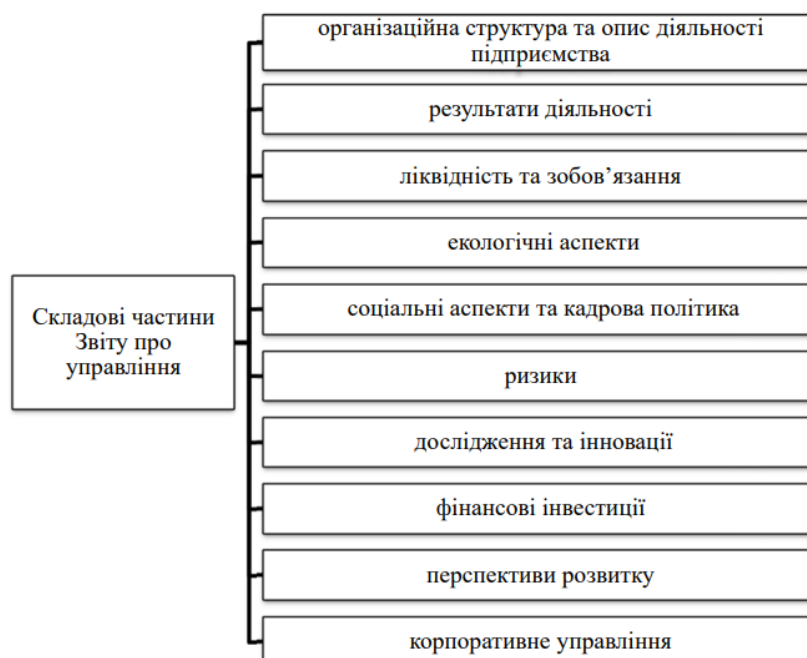 організаційна структура та опис діяльності
підприємства
результати діяльності
ліквідність та зобов’язання
екологічні аспекти
Складові частини
Звіту про
управління
соціальні аспекти та кадрова політика
ризики
дослідження та інновації
фінансові інвестиції
перспективи розвитку
корпоративне управління